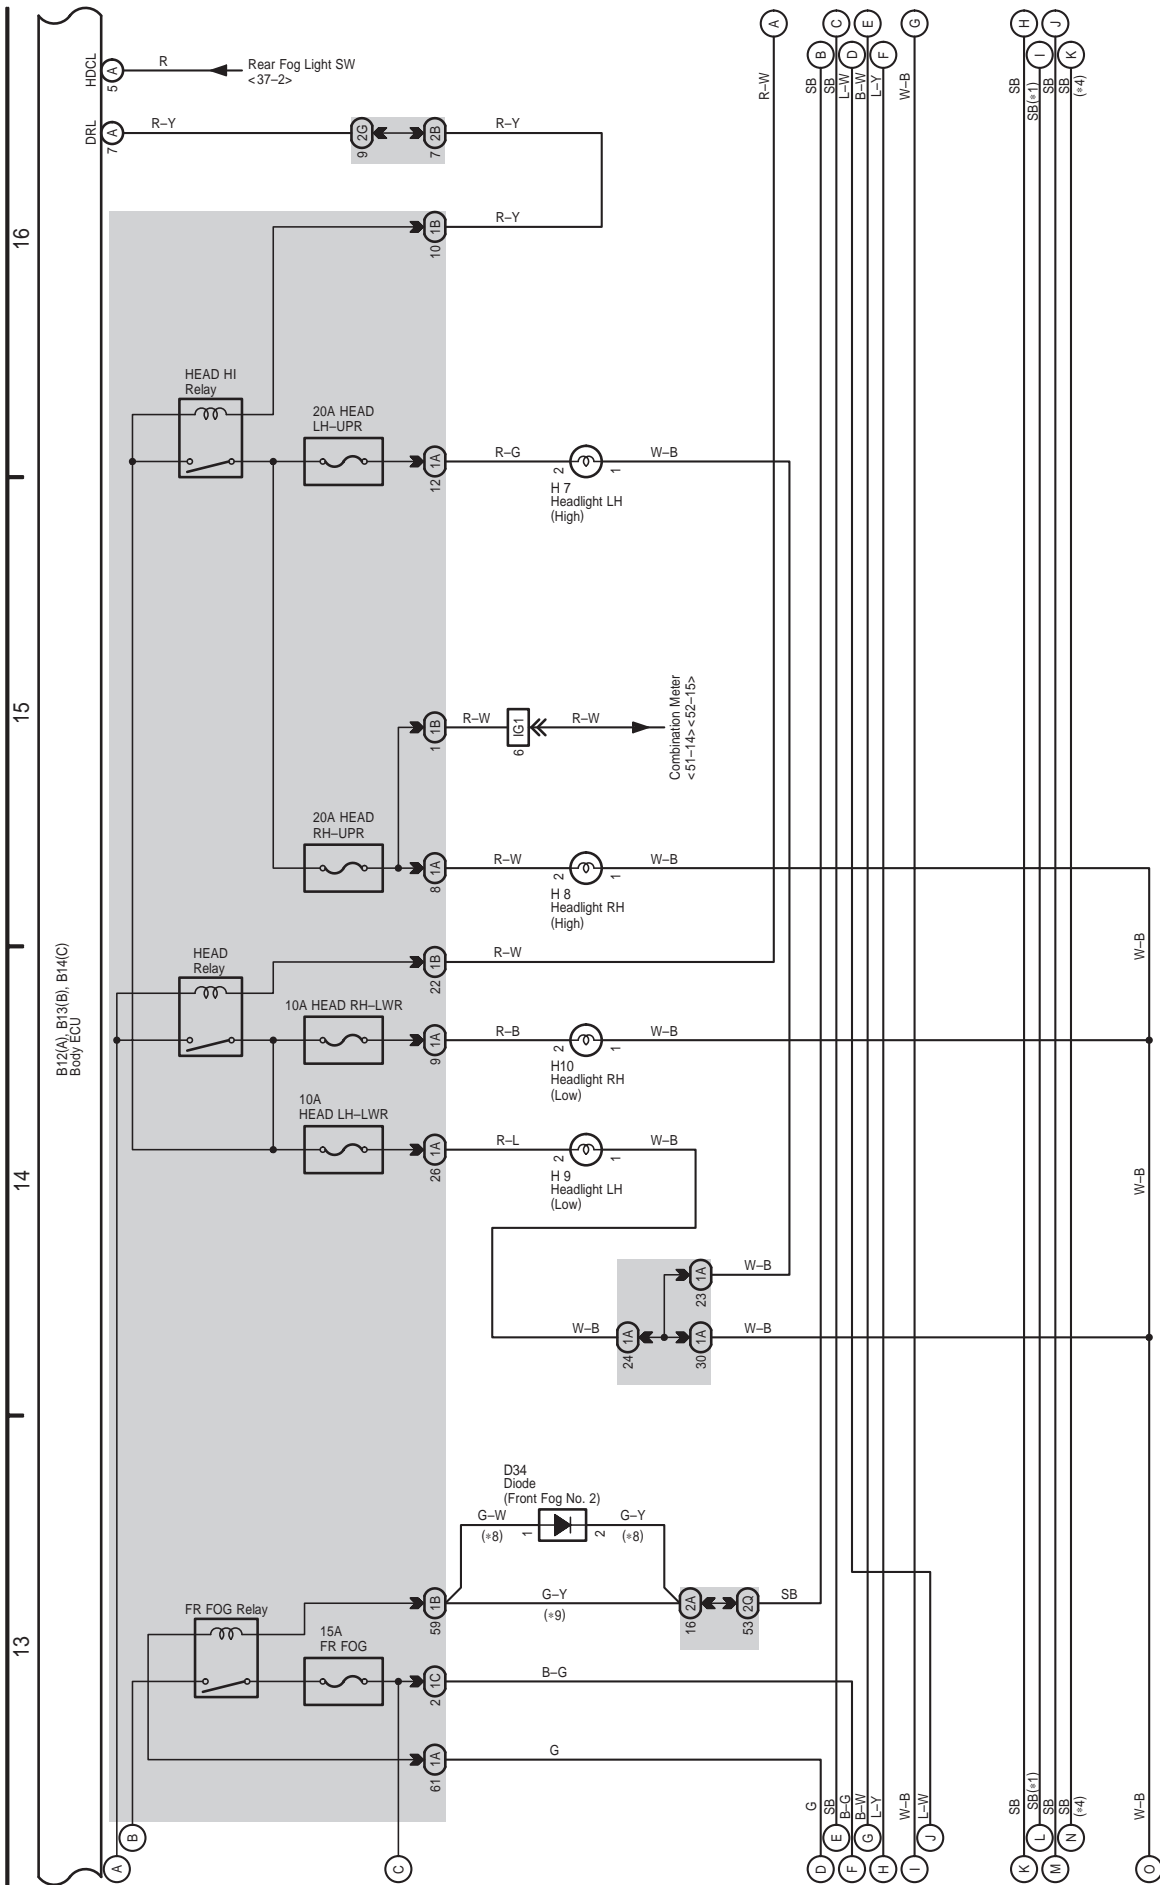 16
15
14
13
HDCL
5
A
R
Rear Fog Light SW
<37–2>
DRL
7
A
R–Y
9
2G
7
2B
R–Y
10
1B
R–Y
HEAD HI
Relay
20A HEAD
LH–UPR
12
1A
R–G
2
1
W–B
H 7
Headlight LH
(High)
1
1B
R–W
6
IG1
R–W
Combination Meter
<51–14><52–15>
20A HEAD
RH–UPR
8
1A
R–W
2
1
W–B
H 8
Headlight RH
(High)
B12(A), B13(B), B14(C)
Body ECU
HEAD
Relay
22
1B
R–W
10A HEAD RH–LWR
9
1A
R–B
2
1
W–B
H10
Headlight RH
(Low)
10A
HEAD LH–LWR
26
1A
R–L
2
1
W–B
H 9
Headlight LH
(Low)
23
1A
W–B
W–B
24
1A
30
1A
W–B
D34
Diode
(Front Fog No. 2)
G–W
(∗8)
1
2
G–Y
(∗8)
59
1B
G–Y
(∗9)
16
2A
53
2Q
SB
FR FOG Relay
15A
FR FOG
2
1C
B–G
61
1A
G
A
B
C
A
R–W
B
SB
C
SB
D
L–W
E
B–W
F
L–Y
G
W–B
H
SB
I
SB(∗1)
J
SB
K
SB
(∗4)
W–B
W–B
G
D
SB
E
B–G
F
B–W
G
L–Y
H
W–B
I
L–W
J
SB
K
SB(∗1)
L
SB
M
SB
(∗4)
N
W–B
O